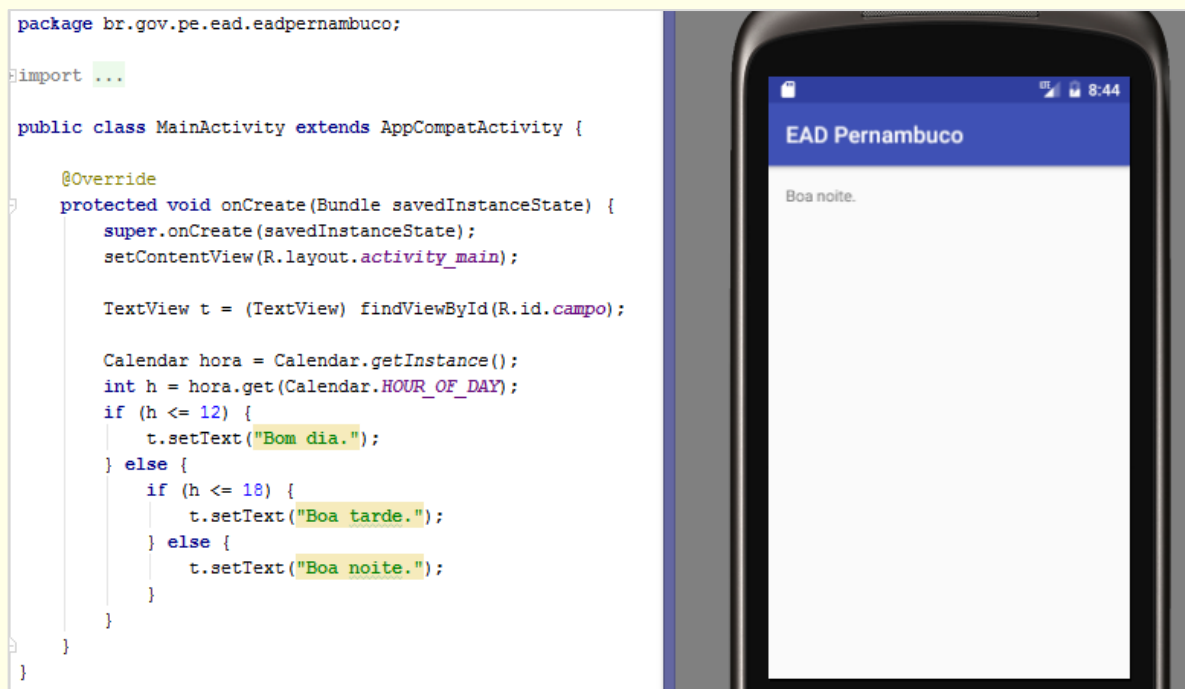 package br.gov.pe.ead.eadpernambuco;
import ...
public class MainActivity extends AppCompatActivity {
@Override
protected void onCreate(Bundle savedInstanceState) {
super.onCreate(savedInstanceState);
setContentView(R.layout.activity_main);
TextView t = (TextView) findViewById(R.id.campo);
Calendar hora = Calendar.getInstance();
int h = hora.get(Calendar.HOUR_OF_DAY);
if (h <= 12) {
t.setText("Bom dia.");
} else {
if (h <= 18) {
t.setText("Boa tarde.");
} else {
t.setText("Boa noite.");
}
}
}
}
LTE 8:44
EAD Pernambuco
Boa noite.